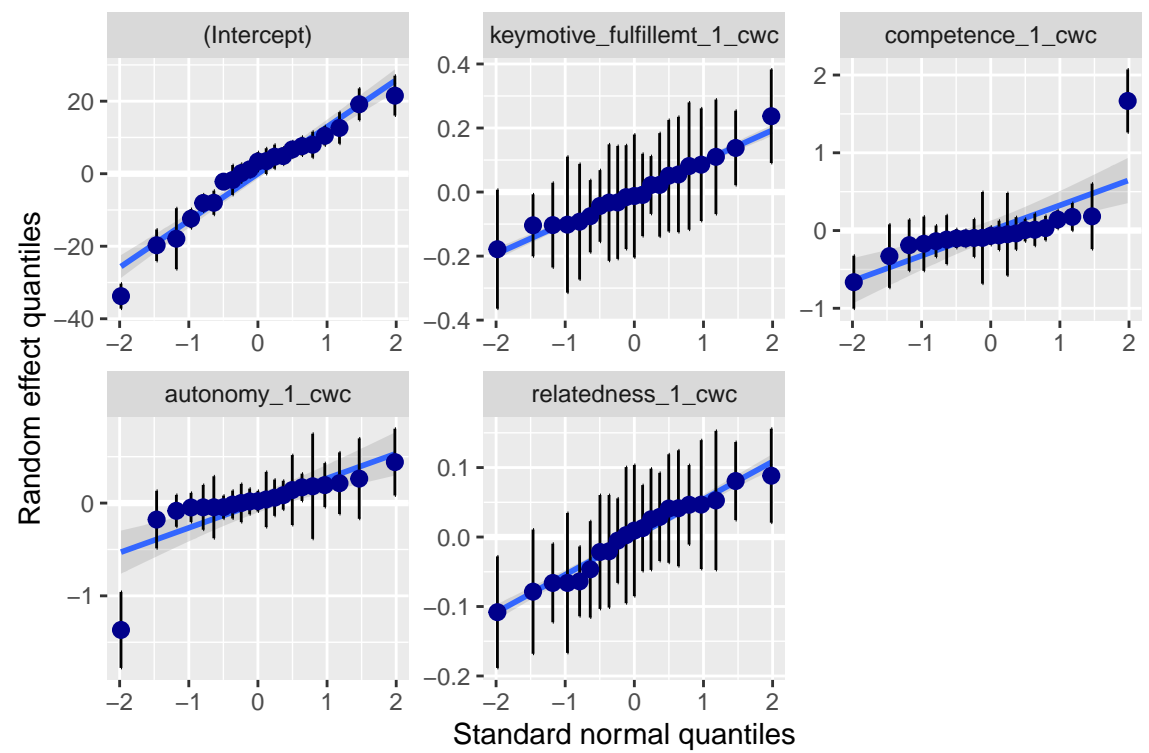 (Intercept)
keymotive_fulfillemt_1_cwc
competence_1_cwc
20
0
−20
−40
−2 −1 0 1 2
0.4
0.2
0.0
−0.2
−0.4
−2 −1 0 1 2
2
1
0
−1
−2 −1 0 1 2
Random effect quantiles
autonomy_1_cwc
relatedness_1_cwc
0
−1
−2 −1 0 1 2
0.1
0.0
−0.1
−0.2
−2 −1 0 1 2
Standard normal quantiles